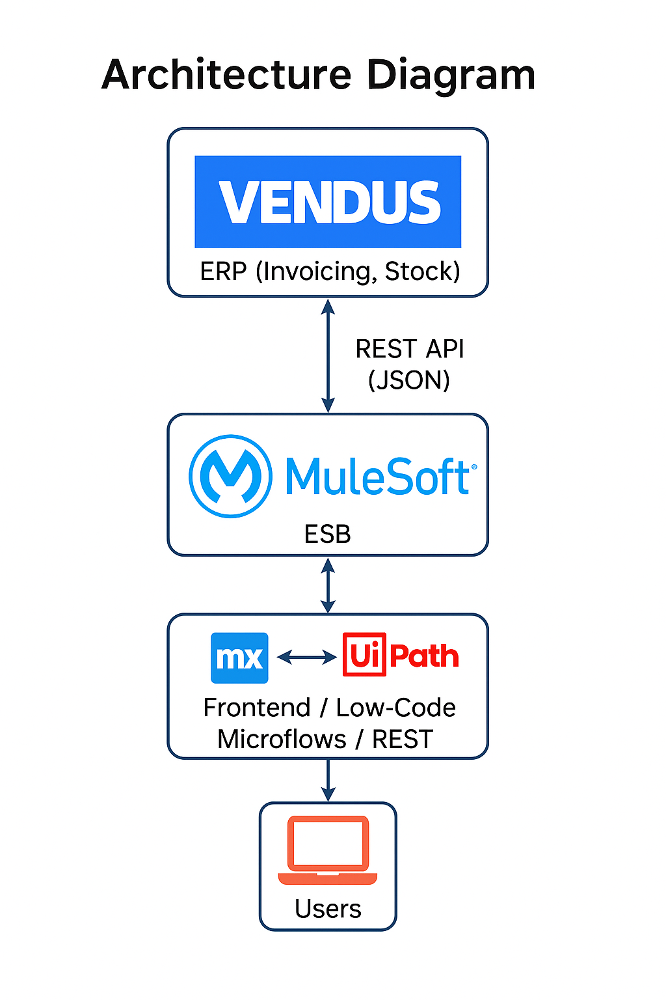 Architecture Diagram
VENDUS
ERP (Invoicing, Stock)
REST API
(JSON)
MuleSoft®
ESB
mx
UiPath
Frontend / Low-Code
Microflows / REST
Users